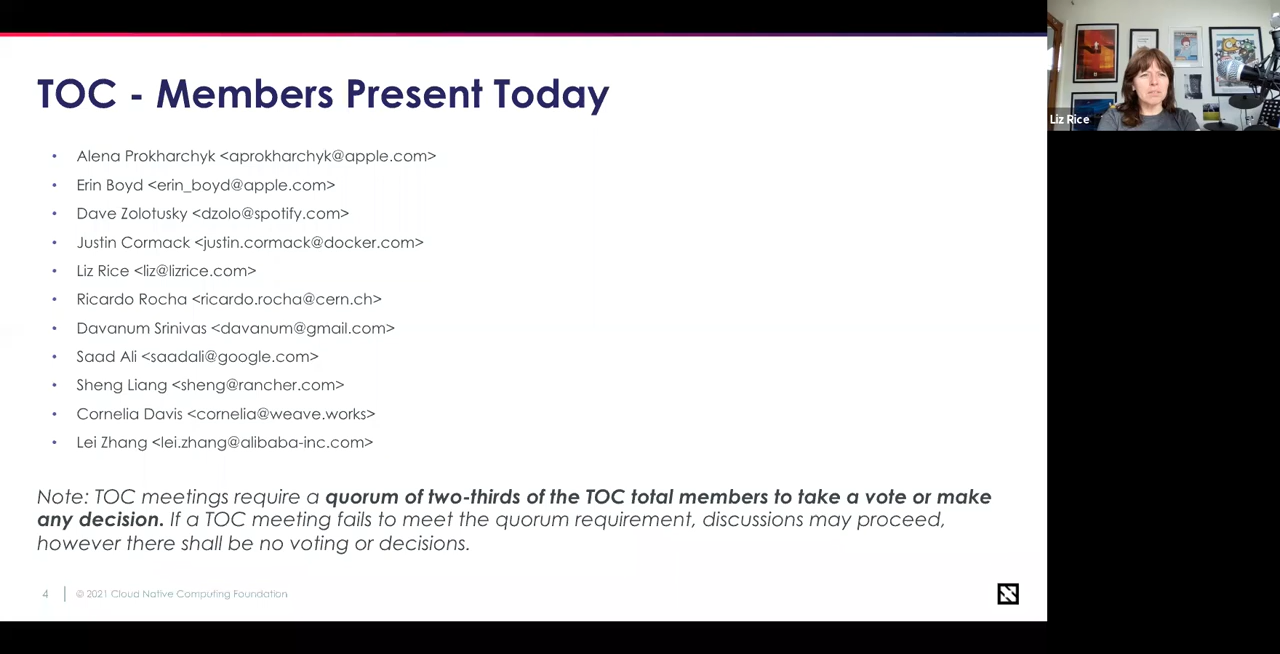 TOC - Members Present Today
• Alena Prokharchyk <aprokharchyk@apple.com>
• Erin Boyd <erin_boyd@apple.com>
• Dave Zolotusky <dzolo@spotify.com>
• Justin Cormack <justin.cormack@docker.com>
• Liz Rice <liz@lizrice.com>
• Ricardo Rocha <ricardo.rocha@cern.ch>
• Davanum Srinivas <davanum@gmail.com>
• Saad Ali <saadali@google.com>
• Sheng Liang <sheng@rancher.com>
• Cornelia Davis <cornelia@weave.works>
• Lei Zhang <lei.zhang@alibaba-inc.com>
Note: TOC meetings require a quorum of two-thirds of the TOC total members to take a vote or make
any decision. If a TOC meeting fails to meet the quorum requirement, discussions may proceed,
however there shall be no voting or decisions.
4 © 2021 Cloud Native Computing Foundation
Liz Rice